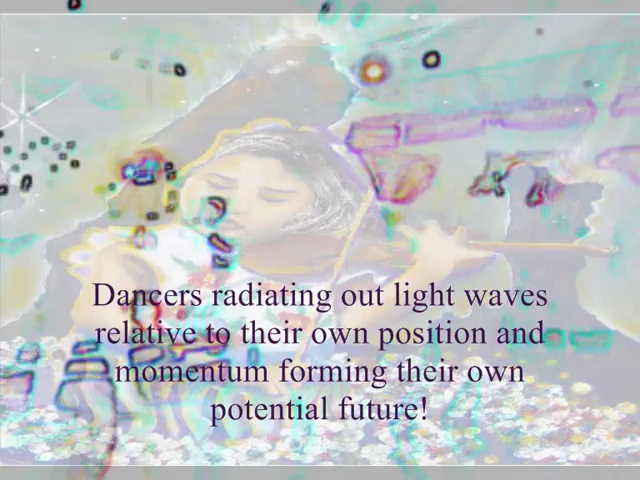 Dancers radiating out light waves
relative to their own position and
momentum forming their own
potential future!